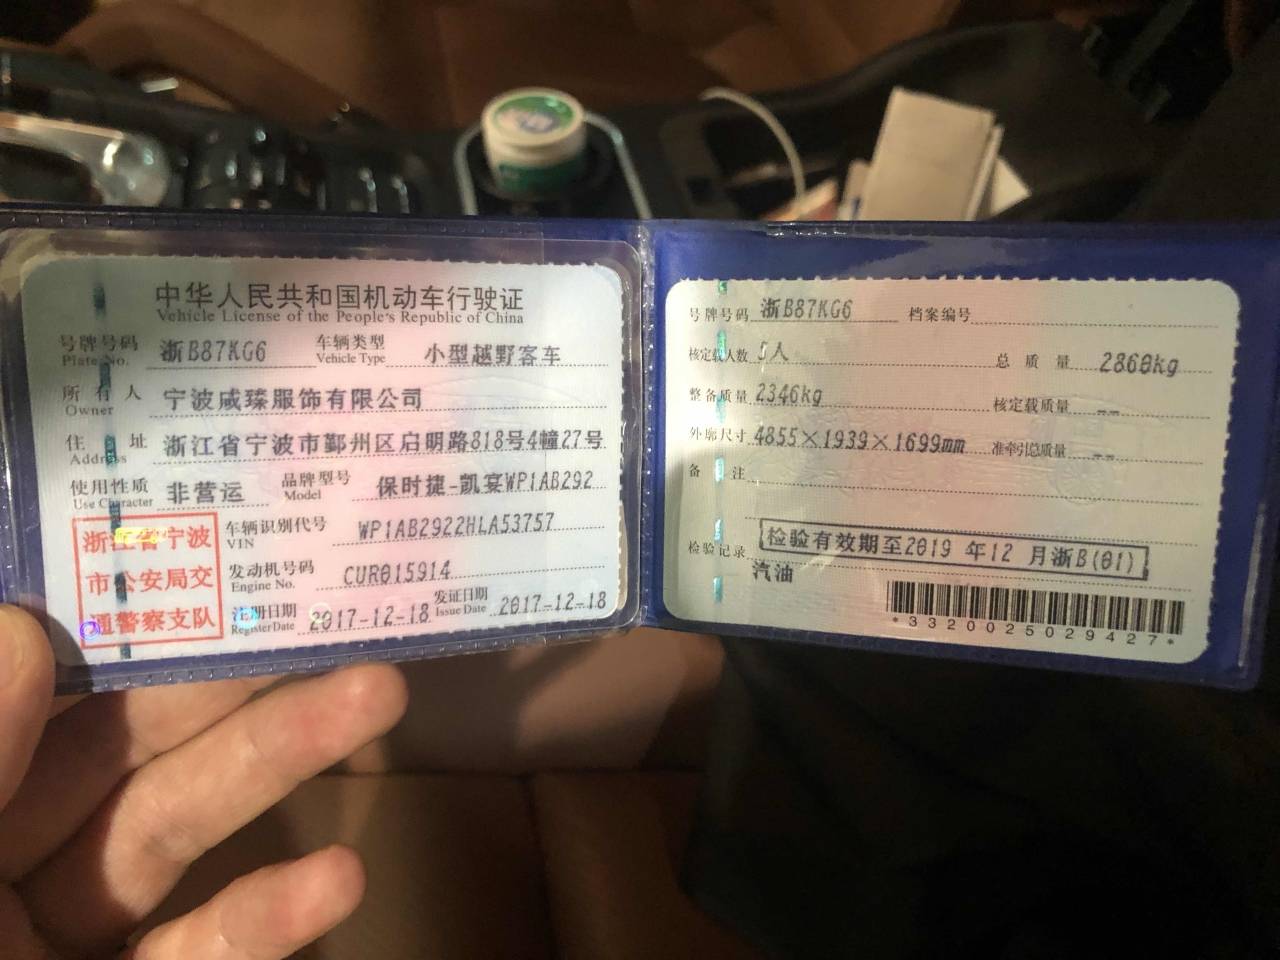 中华人民共和国机动车行驶证
Vehicle License of the People's Republic of China
号牌号码 浙B87KG6 车辆类型 小型越野客车
Plate No. Vehicle Type
所有人 宁波威臻服饰有限公司
Owner
住址 浙江省宁波市鄞州区启明路818号4幢27号
Address
使用性质 非营运 品牌型号 保时捷-凯宴WP1AB292
Use Character Model
浙江省宁波
市公安局交
通警察支队
车辆识别代号 WP1AB2922HLA53757
VIN
发动机号码 CUR015914
Engine No.
注册日期 2017-12-18 发证日期 2017-12-18
Register Date Issue Date
号牌号码 浙B87KG6 档案编号
核定载人数 5人 总质量 2860kg
整备质量 2346kg 核定载质量 --
外廓尺寸 4855×1939×1699mm 准牵引总质量 --
备注
检验记录 检验有效期至2019年12月浙B(01)
汽油
*3320025029427*